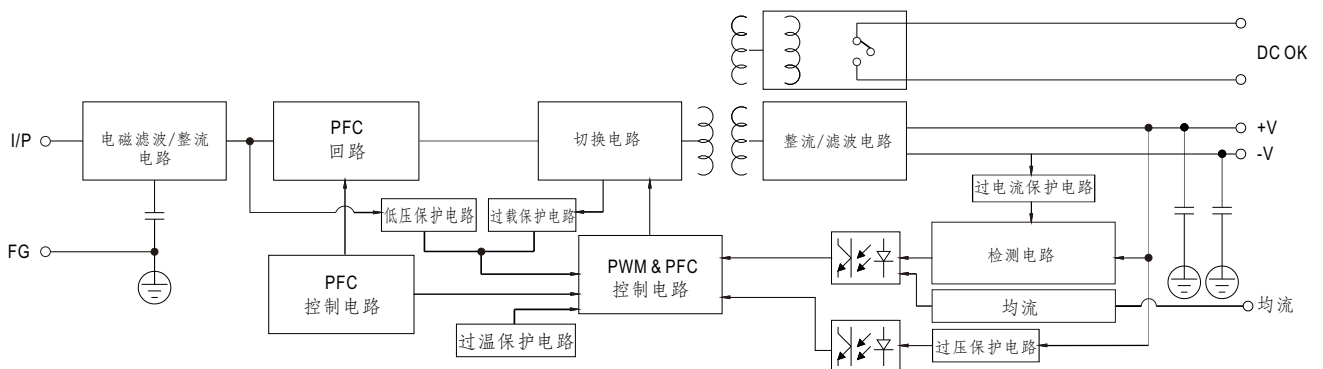 DC OK
I/P
电磁滤波/整流
电路
PFC
回路
切换电路
整流/滤波电路
+V
-V
过电流保护电路
低压保护电路
过载保护电路
FG
PFC
控制电路
PWM & PFC
控制电路
检测电路
均流
均流
过温保护电路
过压保护电路